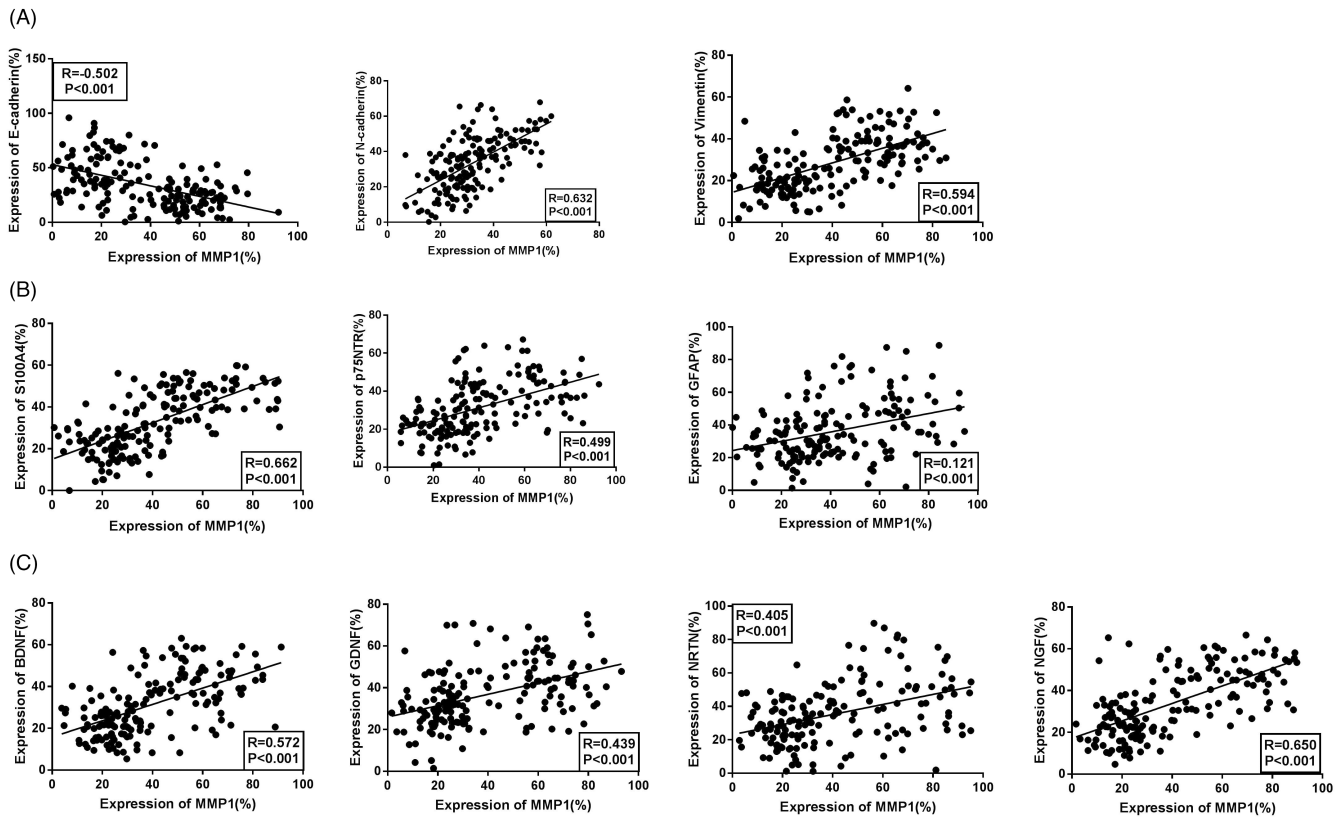 (A)
Expression of E-cadherin(%)
150
100
50
0
R=-0.502
P<0.001
0 20 40 60 80 100
Expression of MMP1(%)
Expression of N-cadherin(%)
80
60
40
20
0
R=0.632
P<0.001
0 20 40 60 80
Expression of MMP1(%)
Expression of Vimentin(%)
80
60
40
20
0
R=0.594
P<0.001
0 20 40 60 80 100
Expression of MMP1(%)
(B)
Expression of S100A4(%)
80
60
40
20
0
R=0.662
P<0.001
0 20 40 60 80 100
Expression of MMP1(%)
Expression of p75NTR(%)
80
60
40
20
0
R=0.499
P<0.001
0 20 40 60 80 100
Expression of MMP1(%)
Expression of GFAP(%)
100
80
60
40
20
0
R=0.121
P<0.001
0 20 40 60 80 100
Expression of MMP1(%)
(C)
Expression of BDNF(%)
80
60
40
20
0
R=0.572
P<0.001
0 20 40 60 80 100
Expression of MMP1(%)
Expression of GDNF(%)
80
60
40
20
0
R=0.439
P<0.001
0 20 40 60 80 100
Expression of MMP1(%)
Expression of NRTN(%)
100
80
60
40
20
0
R=0.405
P<0.001
0 20 40 60 80 100
Expression of MMP1(%)
Expression of NGF(%)
80
60
40
20
0
R=0.650
P<0.001
0 20 40 60 80 100
Expression of MMP1(%)